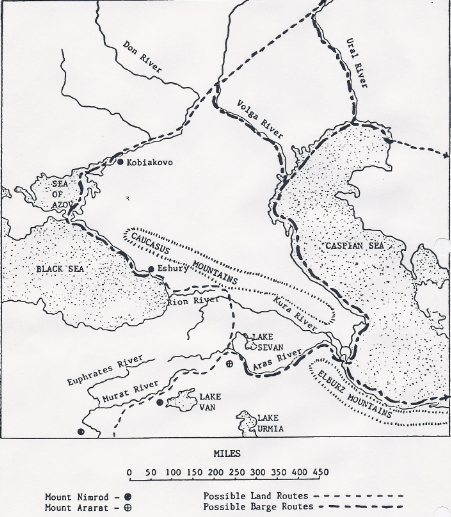 Don River
Ural River
Volga River
Kobiakovo
SEA
OF
AZOV
CAUCASUS
MOUNTAINS
CASPIAN SEA
BLACK SEA
Eshury
Rion River
Kura River
LAKE
SEVAN
Aras River
Euphrates River
Murat River
ELBURZ MOUNTAINS
LAKE
VAN
LAKE
URMIA
MILES
0 50 100 150 200 250 300 350 400 450
Mount Nimrod - Possible Land Routes
Mount Ararat - Possible Barge Routes